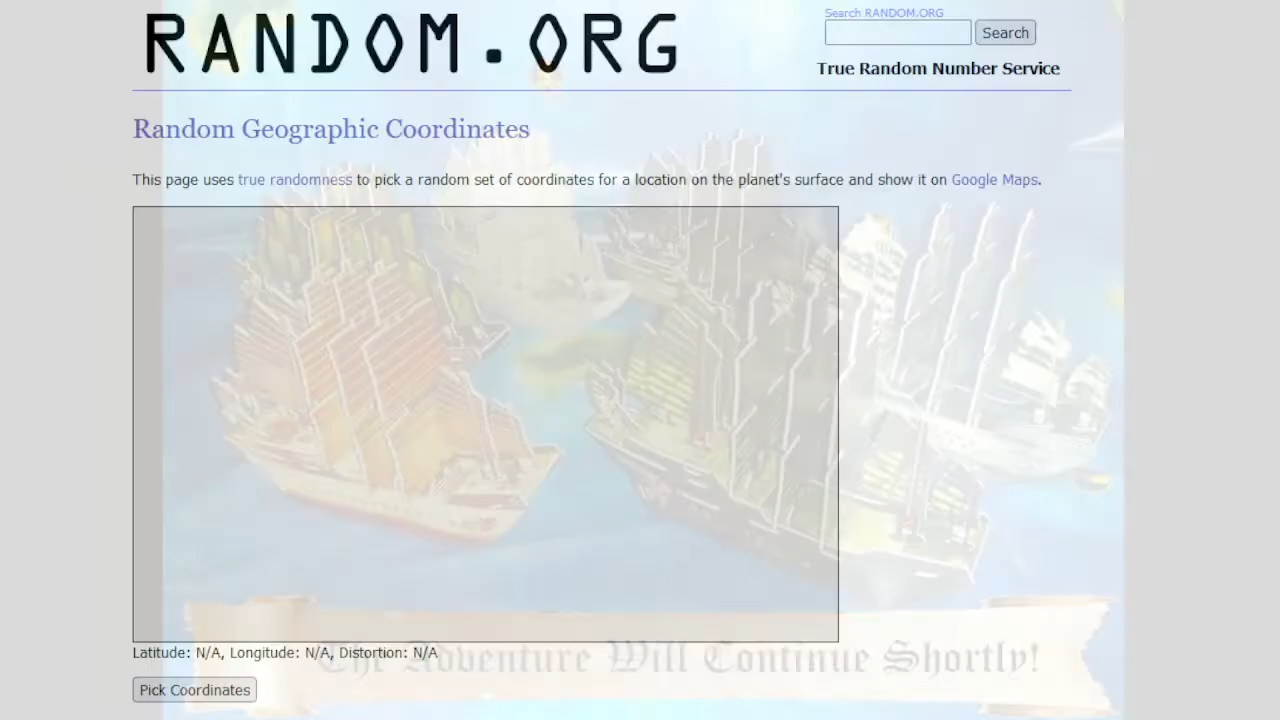 RANDOM.ORG
Search RANDOM.ORG
Search
True Random Number Service
Random Geographic Coordinates
This page uses true randomness to pick a random set of coordinates for a location on the planet's surface and show it on Google Maps.
Latitude: N/A, Longitude: N/A, Distortion: N/A
The Adventure Will Continue Shortly!
Pick Coordinates